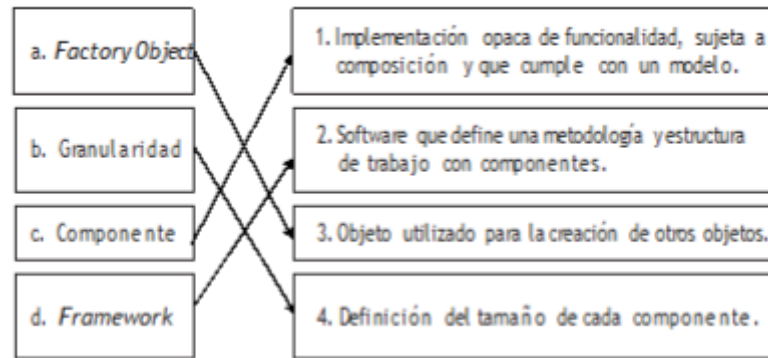 a. Factory Object
1. Implementación opaca de funcionalidad, sujeta a
composición y que cumple con un modelo.
b. Granularidad
2. Software que define una metodología y estructura
de trabajo con componentes.
c. Componente
3. Objeto utilizado para la creación de otros objetos.
d. Framework
4. Definición del tamaño de cada componente.